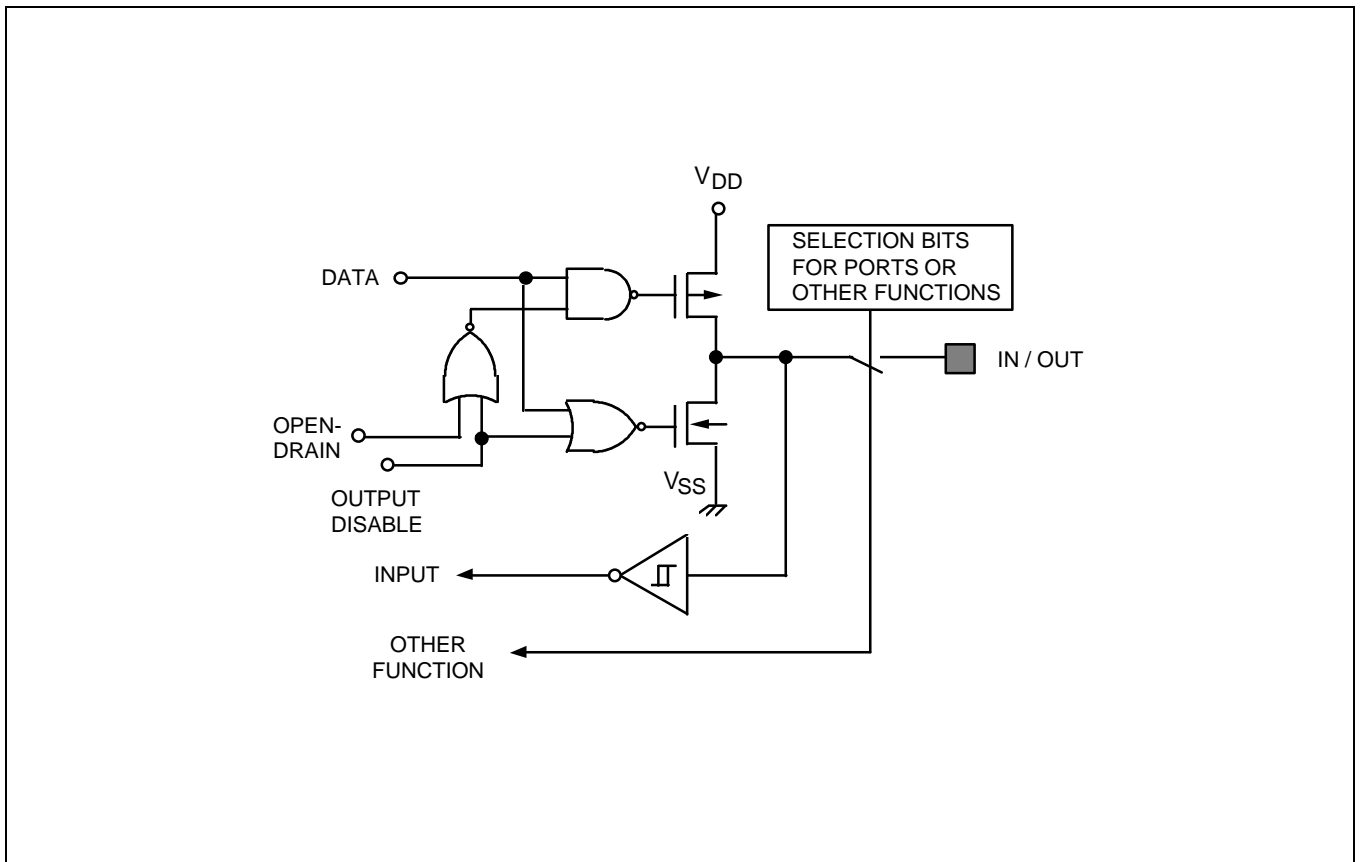 VDD
SELECTION BITS
FOR PORTS OR
OTHER FUNCTIONS
DATA
IN / OUT
OPEN-
DRAIN
OUTPUT
DISABLE
VSS
INPUT
OTHER
FUNCTION